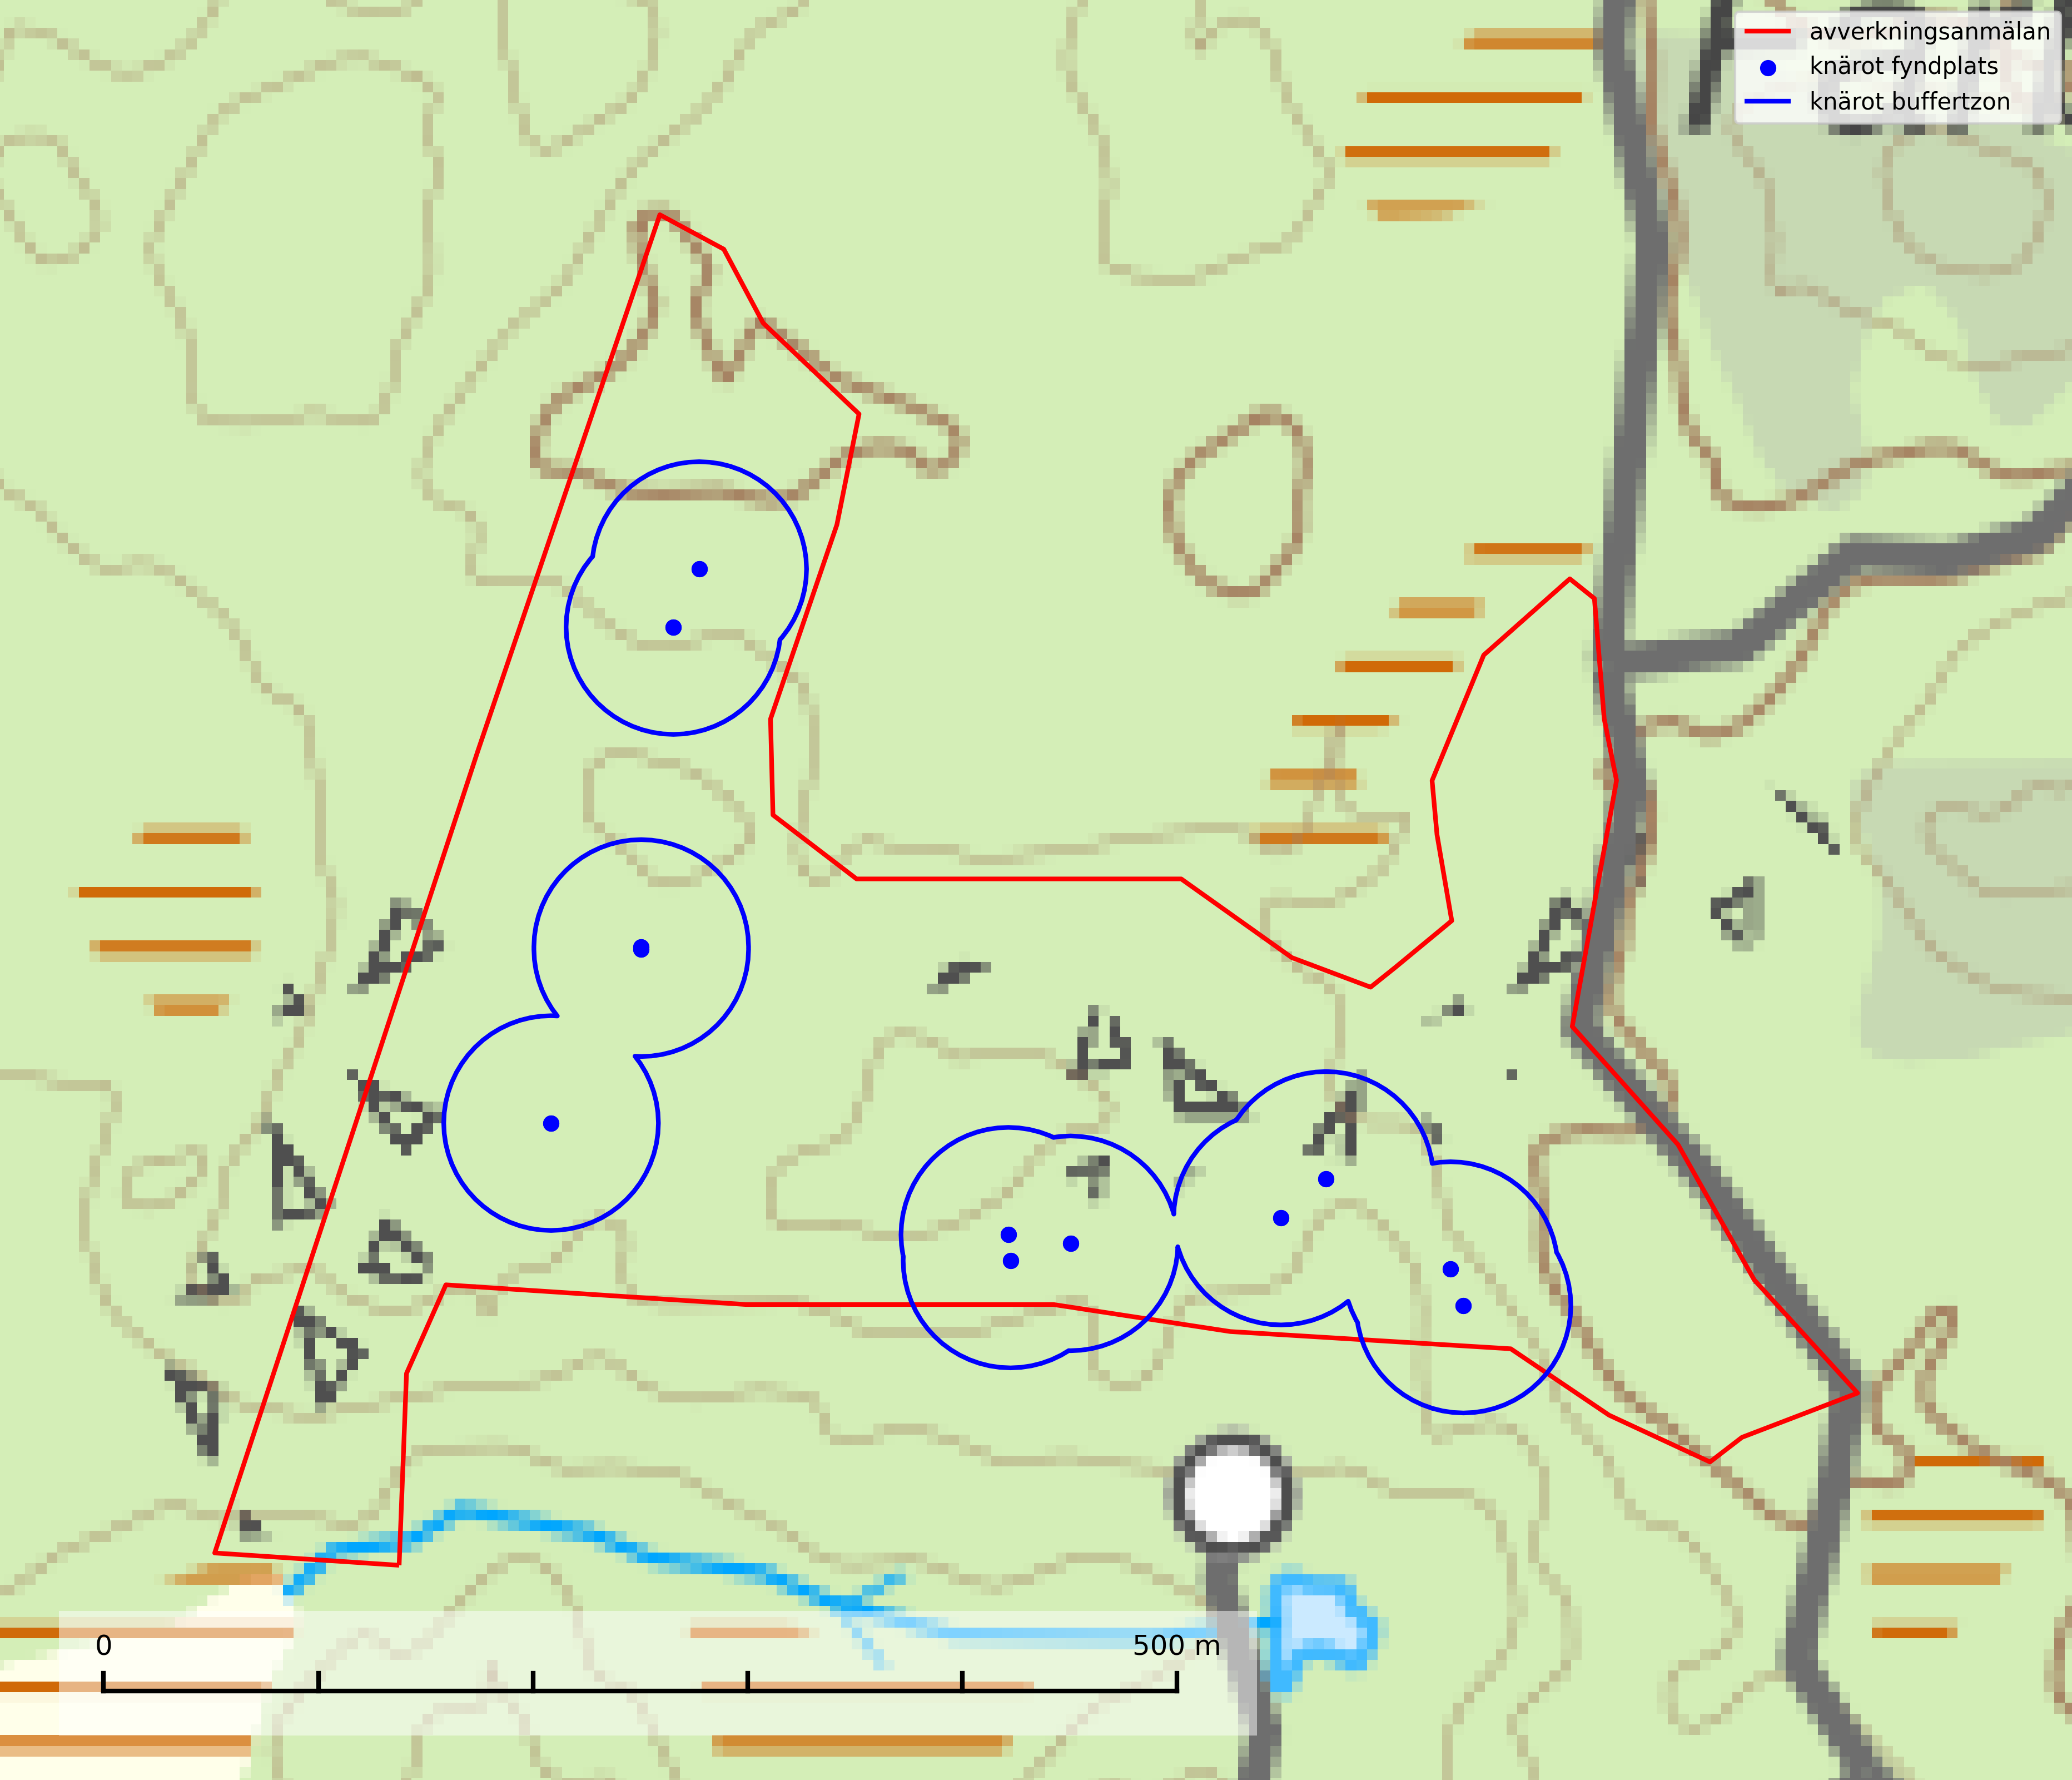 avverkningsanmälan
knärot fyndplats
knärot buffertzon
0 500 m